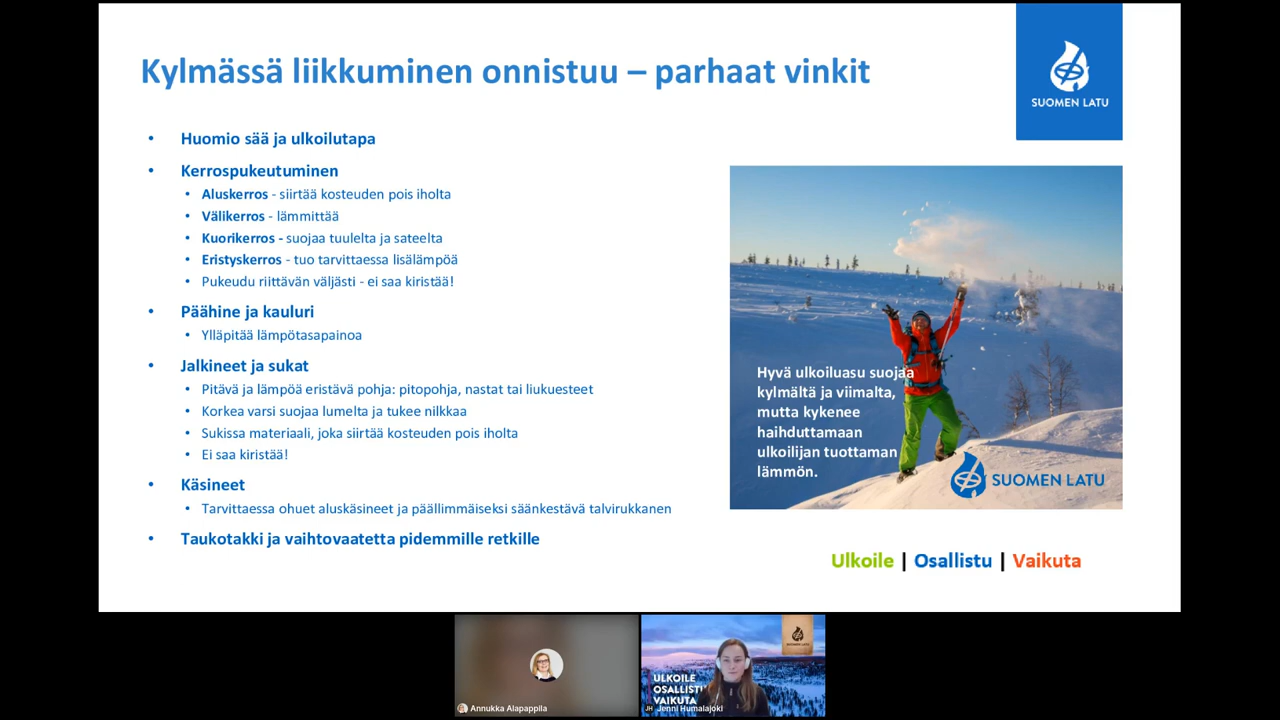 Kylmässä liikkuminen onnistuu – parhaat vinkit
SUOMEN LATU
• Huomio sää ja ulkoilutapa
• Kerrospukeutuminen
• Aluskerros - siirtää kosteuden pois iholta
• Välikerros - lämmittää
• Kuorikerros - suojaa tuulelta ja sateelta
• Eristyskerros - tuo tarvittaessa lisälämpöä
• Pukeudu riittävän väljästi - ei saa kiristää!
• Päähine ja kauluri
• Ylläpitää lämpötasapainoa
• Jalkineet ja sukat
• Pitävä ja lämpöä eristävä pohja: pitopohja, nastat tai liukuesteet
• Korkea varsi suojaa lumelta ja tukee nilkkaa
• Sukissa materiaali, joka siirtää kosteuden pois iholta
• Ei saa kiristää!
• Käsineet
• Tarvittaessa ohuet aluskäsineet ja päällimmäiseksi säänkestävä talvirukkanen
• Taukotakki ja vaihtovaatetta pidemmille retkille
Hyvä ulkoiluasu suojaa
kylmältä ja viimalta,
mutta kykenee
haihduttamaan
ulkoilijan tuottaman
lämmön.
SUOMEN LATU
Ulkoile | Osallistu | Vaikuta
Annukka Alapappila
SUOMEN LATU
ULKOILE
OSALLISTU
VAIKUTA
JH Jenni Humalajoki